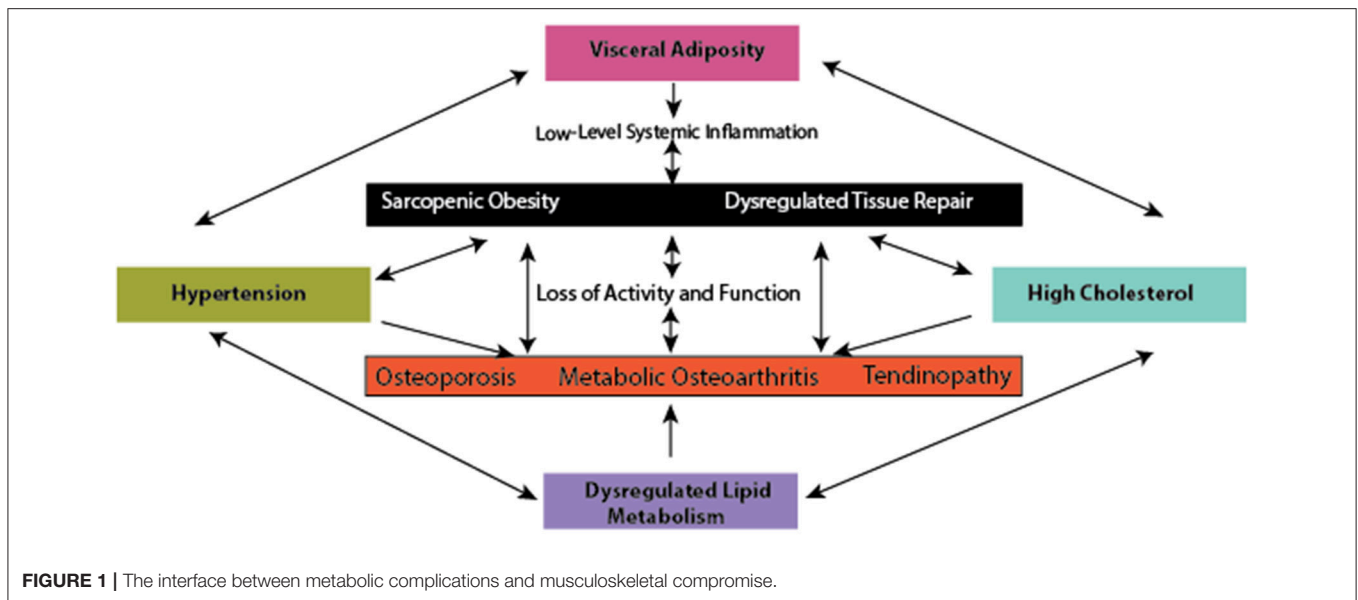 Visceral Adiposity
Low-Level Systemic Inflammation
Sarcopenic Obesity Dysregulated Tissue Repair
Hypertension
Loss of Activity and Function
High Cholesterol
Osteoporosis Metabolic Osteoarthritis Tendinopathy
Dysregulated Lipid
Metabolism
FIGURE 1 | The interface between metabolic complications and musculoskeletal compromise.